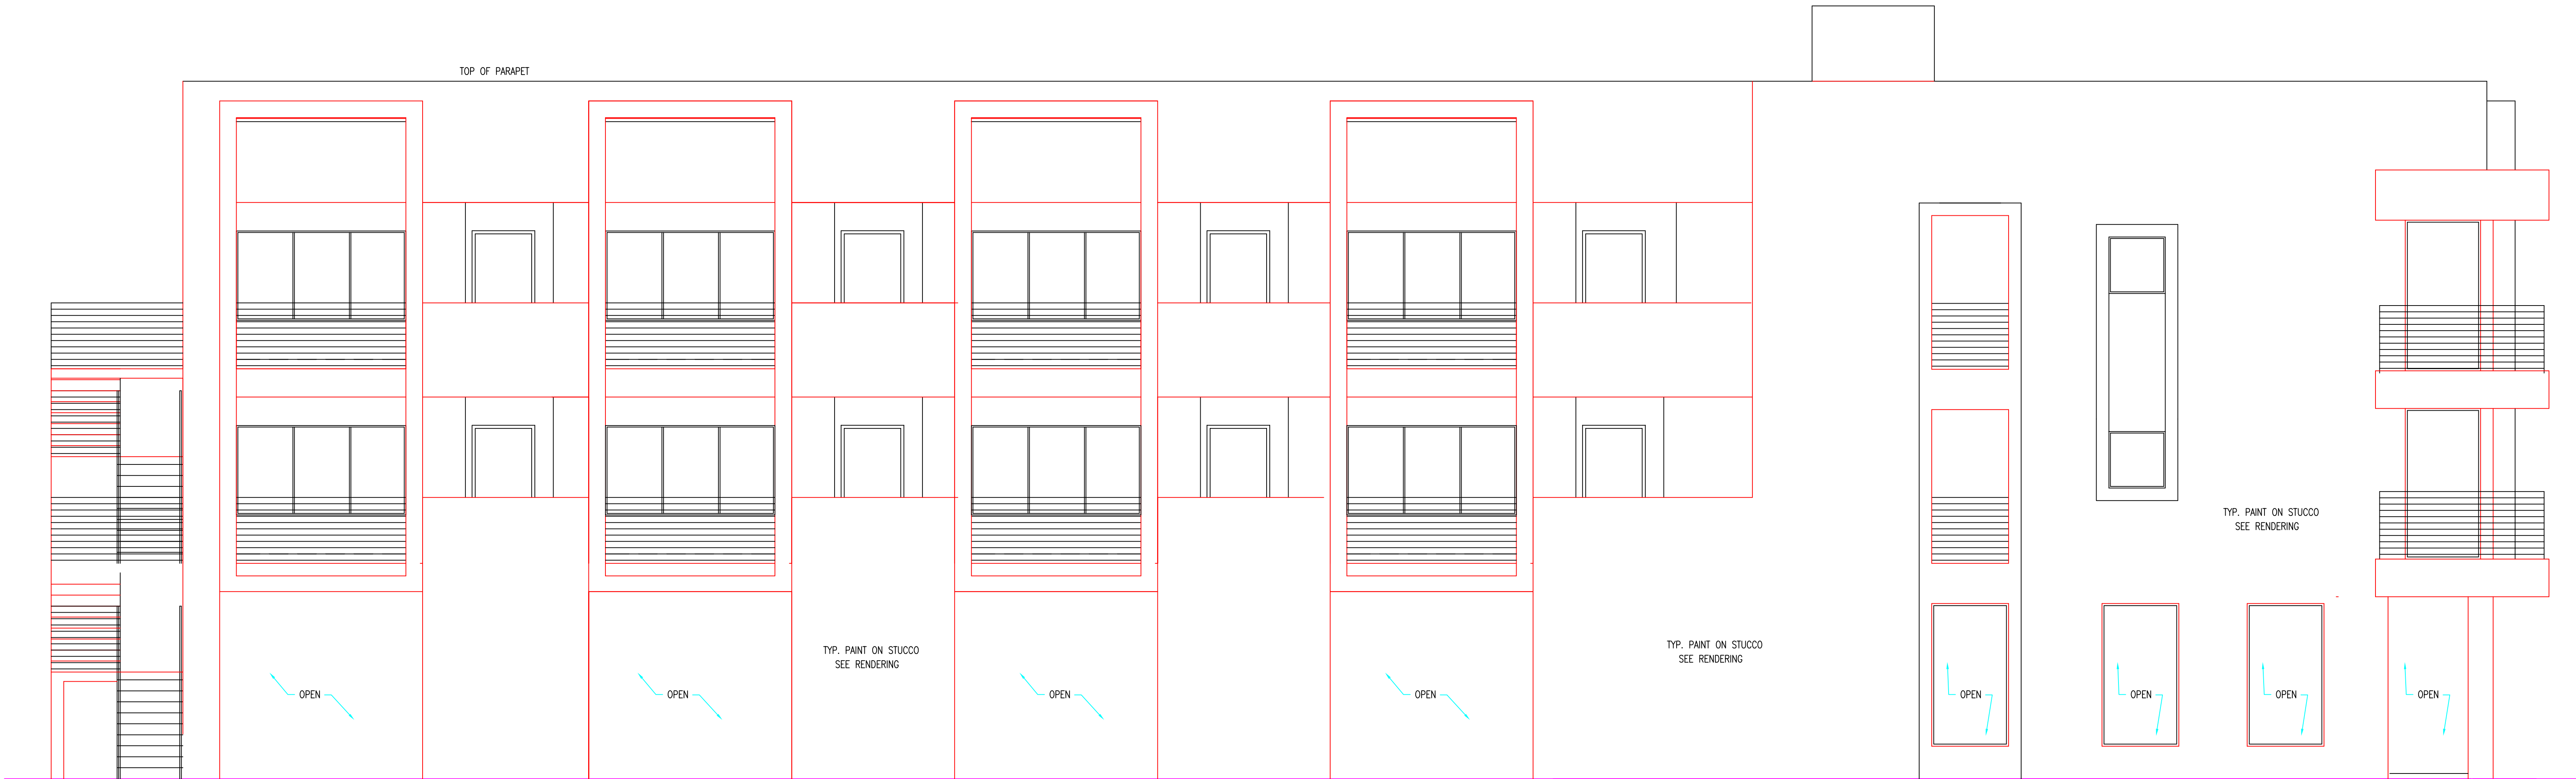 TOP OF PARAPET
TYP. PAINT ON STUCCO
SEE RENDERING
TYP. PAINT ON STUCCO
SEE RENDERING
TYP. PAINT ON STUCCO
SEE RENDERING
OPEN
OPEN
OPEN
OPEN
OPEN
OPEN
OPEN
OPEN